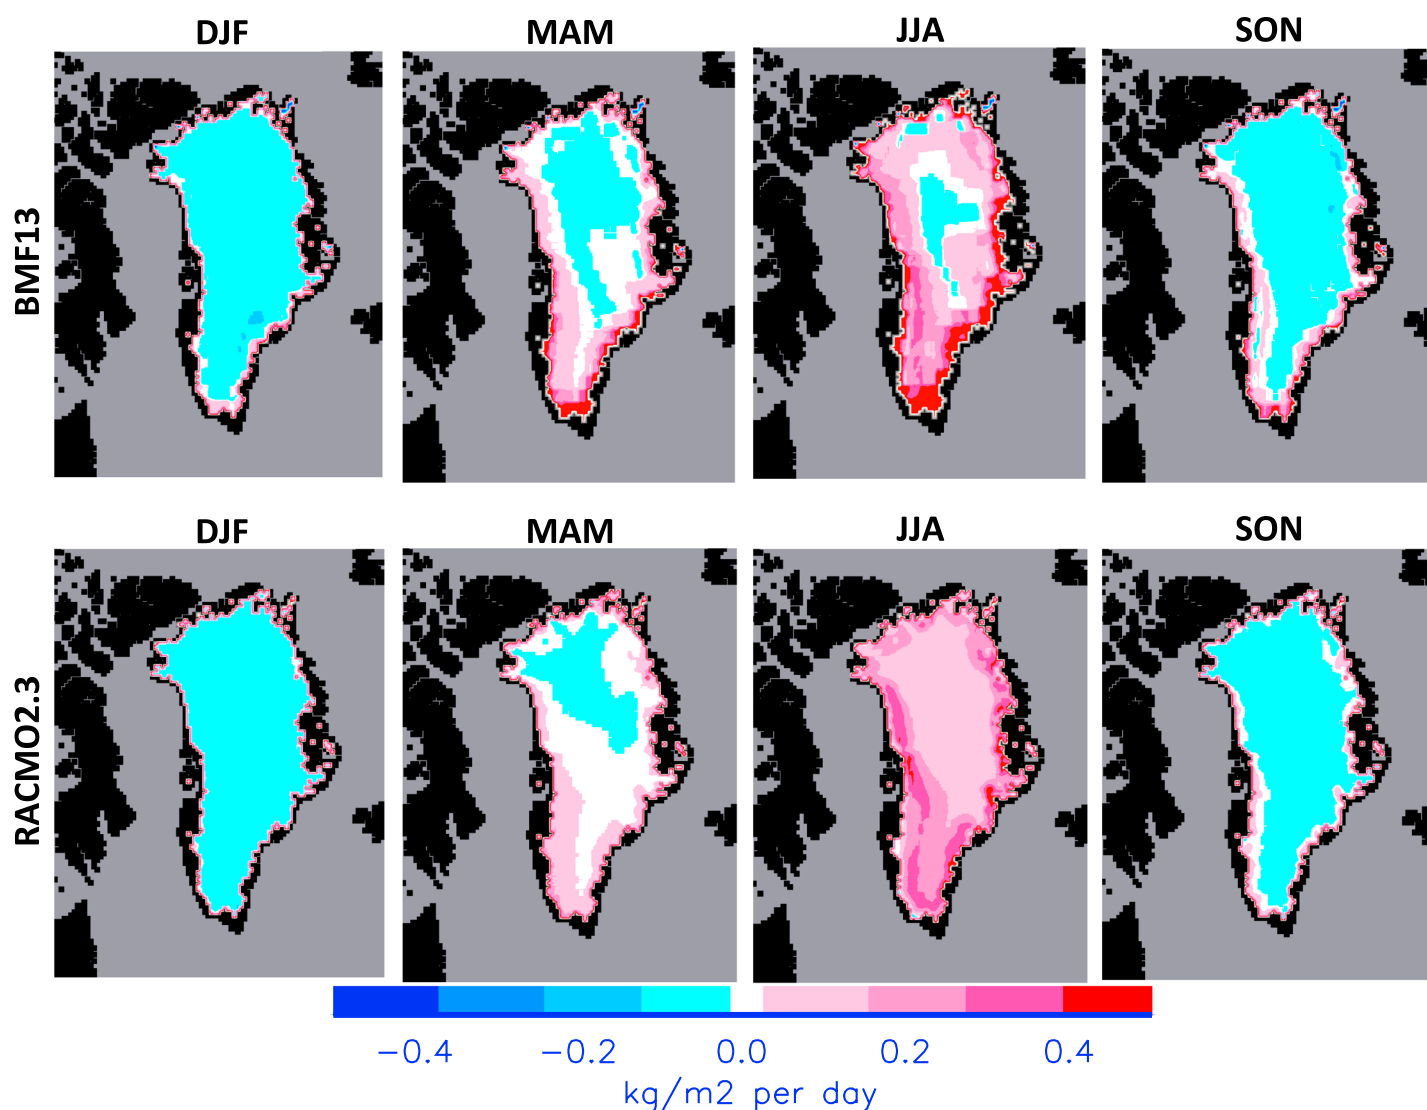 DJF MAM JJA SON
BMF13
DJF MAM JJA SON
RACMO2.3
−0.4 −0.2 0.0 0.2 0.4
kg/m2 per day